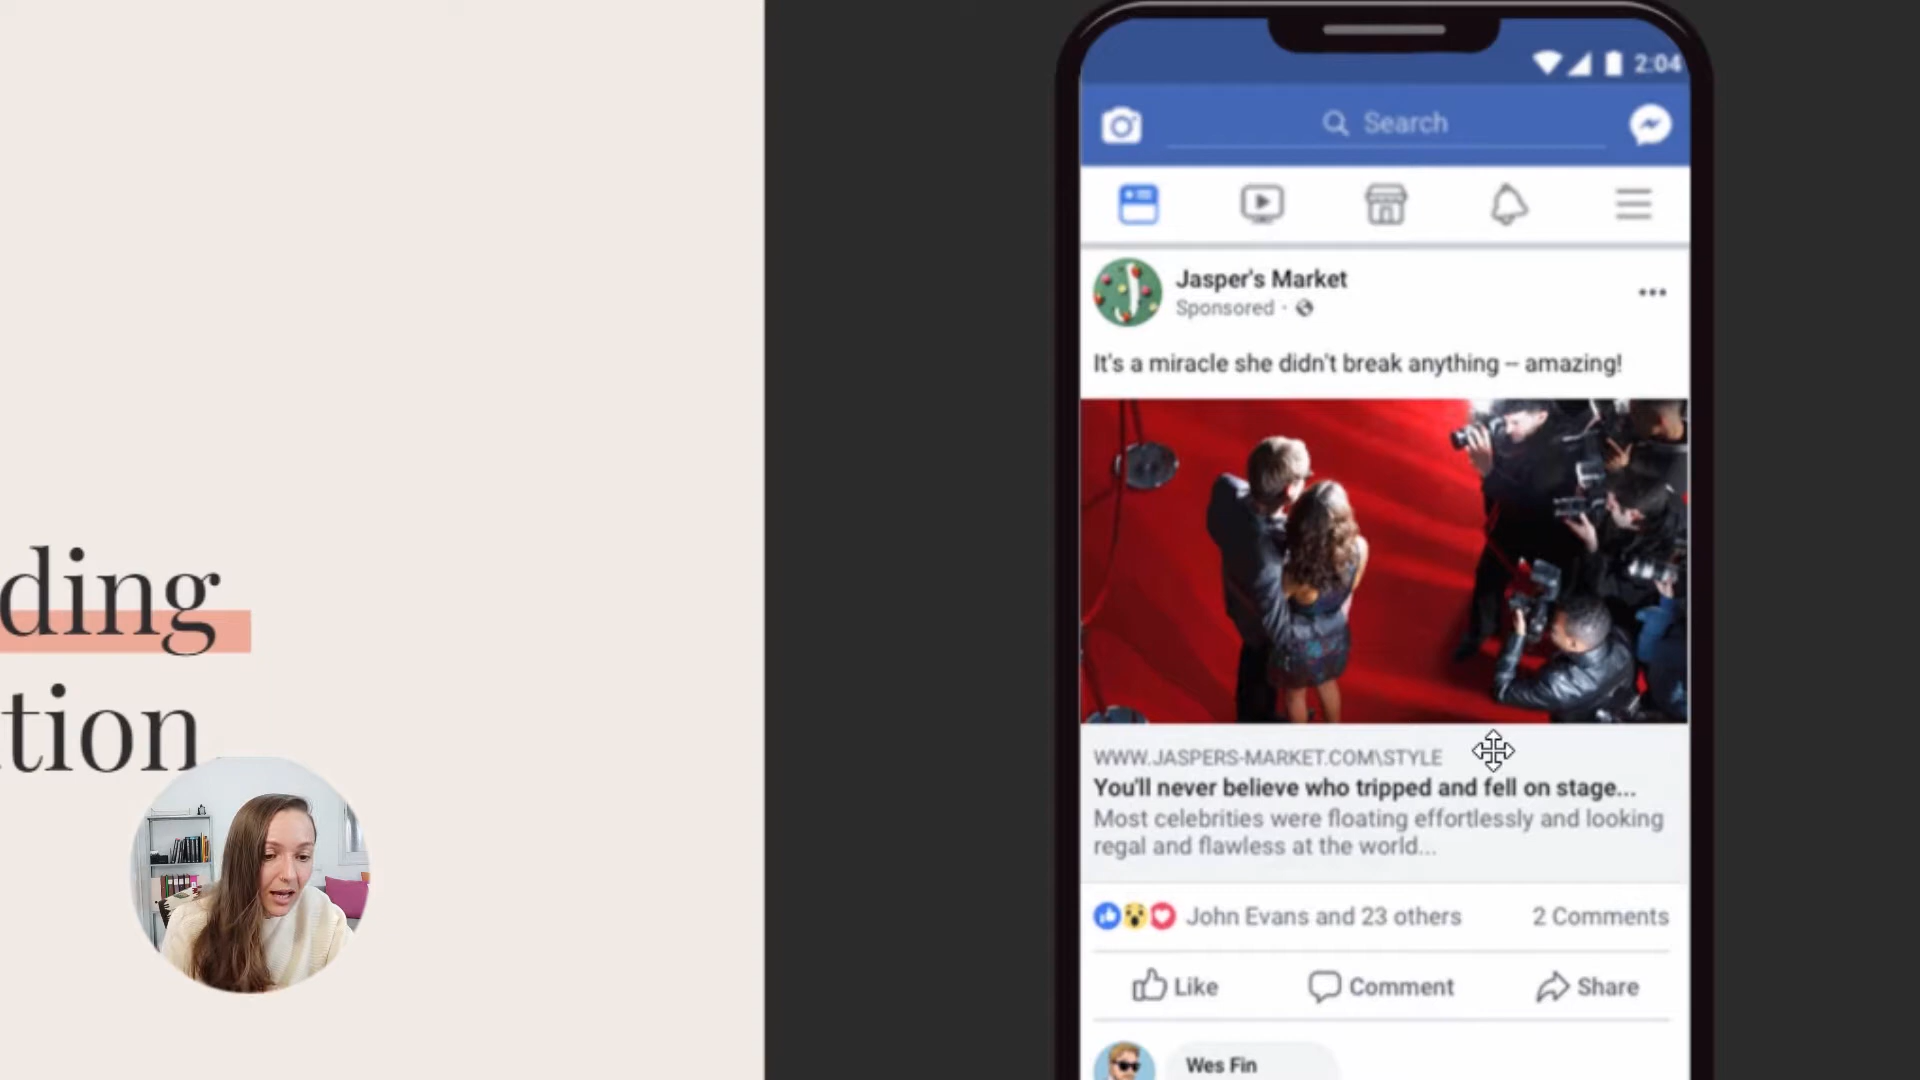 ding
tion
2:04
Search
Jasper's Market
Sponsored ·
It's a miracle she didn't break anything – amazing!
WWW.JASPERS-MARKET.COM\STYLE
You'll never believe who tripped and fell on stage...
Most celebrities were floating effortlessly and looking
regal and flawless at the world...
John Evans and 23 others 2 Comments
Like Comment Share
Wes Fin